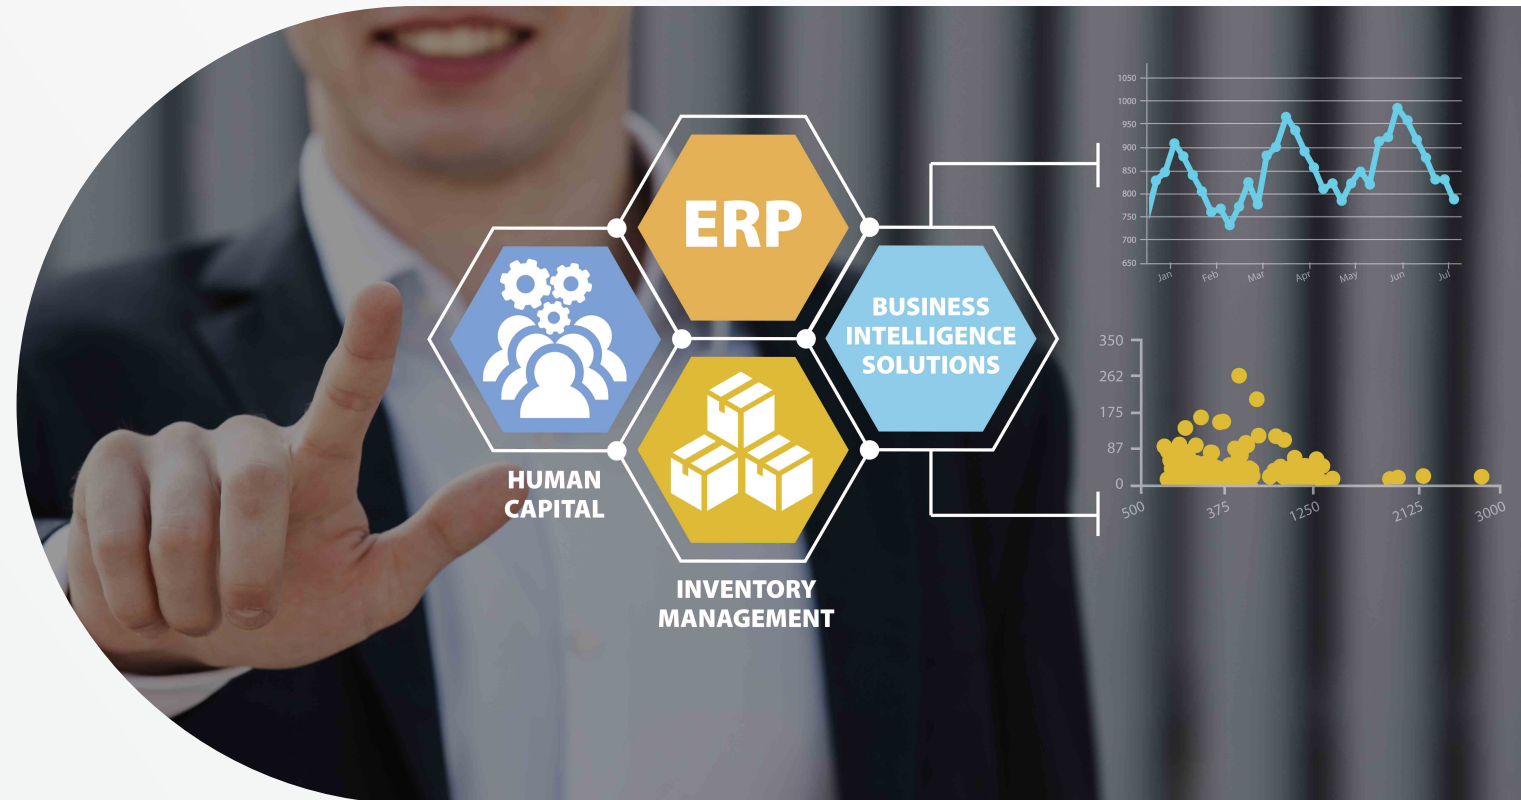 ERP
BUSINESS
INTELLIGENCE
SOLUTIONS
HUMAN
CAPITAL
INVENTORY
MANAGEMENT
1050
1000
950
900
850
800
750
700
650
Jan
Feb
Mar
Apr
May
Jun
Jul
350
262
175
87
0
500
375
1250
2125
3000